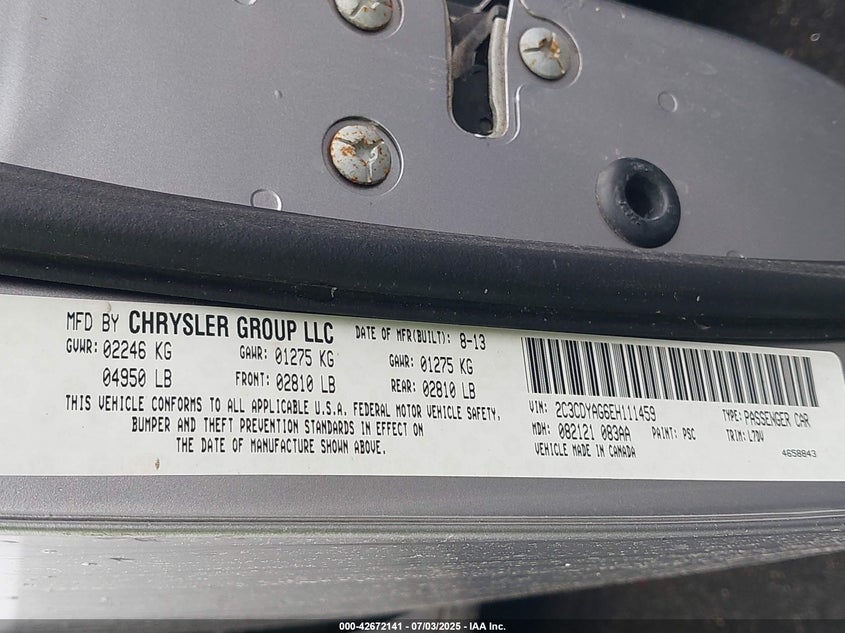 MFD BY CHRYSLER GROUP LLC DATE OF MFR(BUILT): 8-13
GVWR: 02246 KG GAWR: 01275 KG GAWR: 01275 KG
04950 LB FRONT: 02810 LB REAR: 02810 LB
THIS VEHICLE CONFORMS TO ALL APPLICABLE U.S.A. FEDERAL MOTOR VEHICLE SAFETY,
BUMPER AND THEFT PREVENTION STANDARDS IN EFFECT ON
THE DATE OF MANUFACTURE SHOWN ABOVE.
VIN: 2C3CDYAG6EH111459 TYPE: PASSENGER CAR
MDH: 082121 083AA PAINT: PSC TRIM: L7DV
VEHICLE MADE IN CANADA 4658843
000-42672141 - 07/03/2025 - IAA Inc.